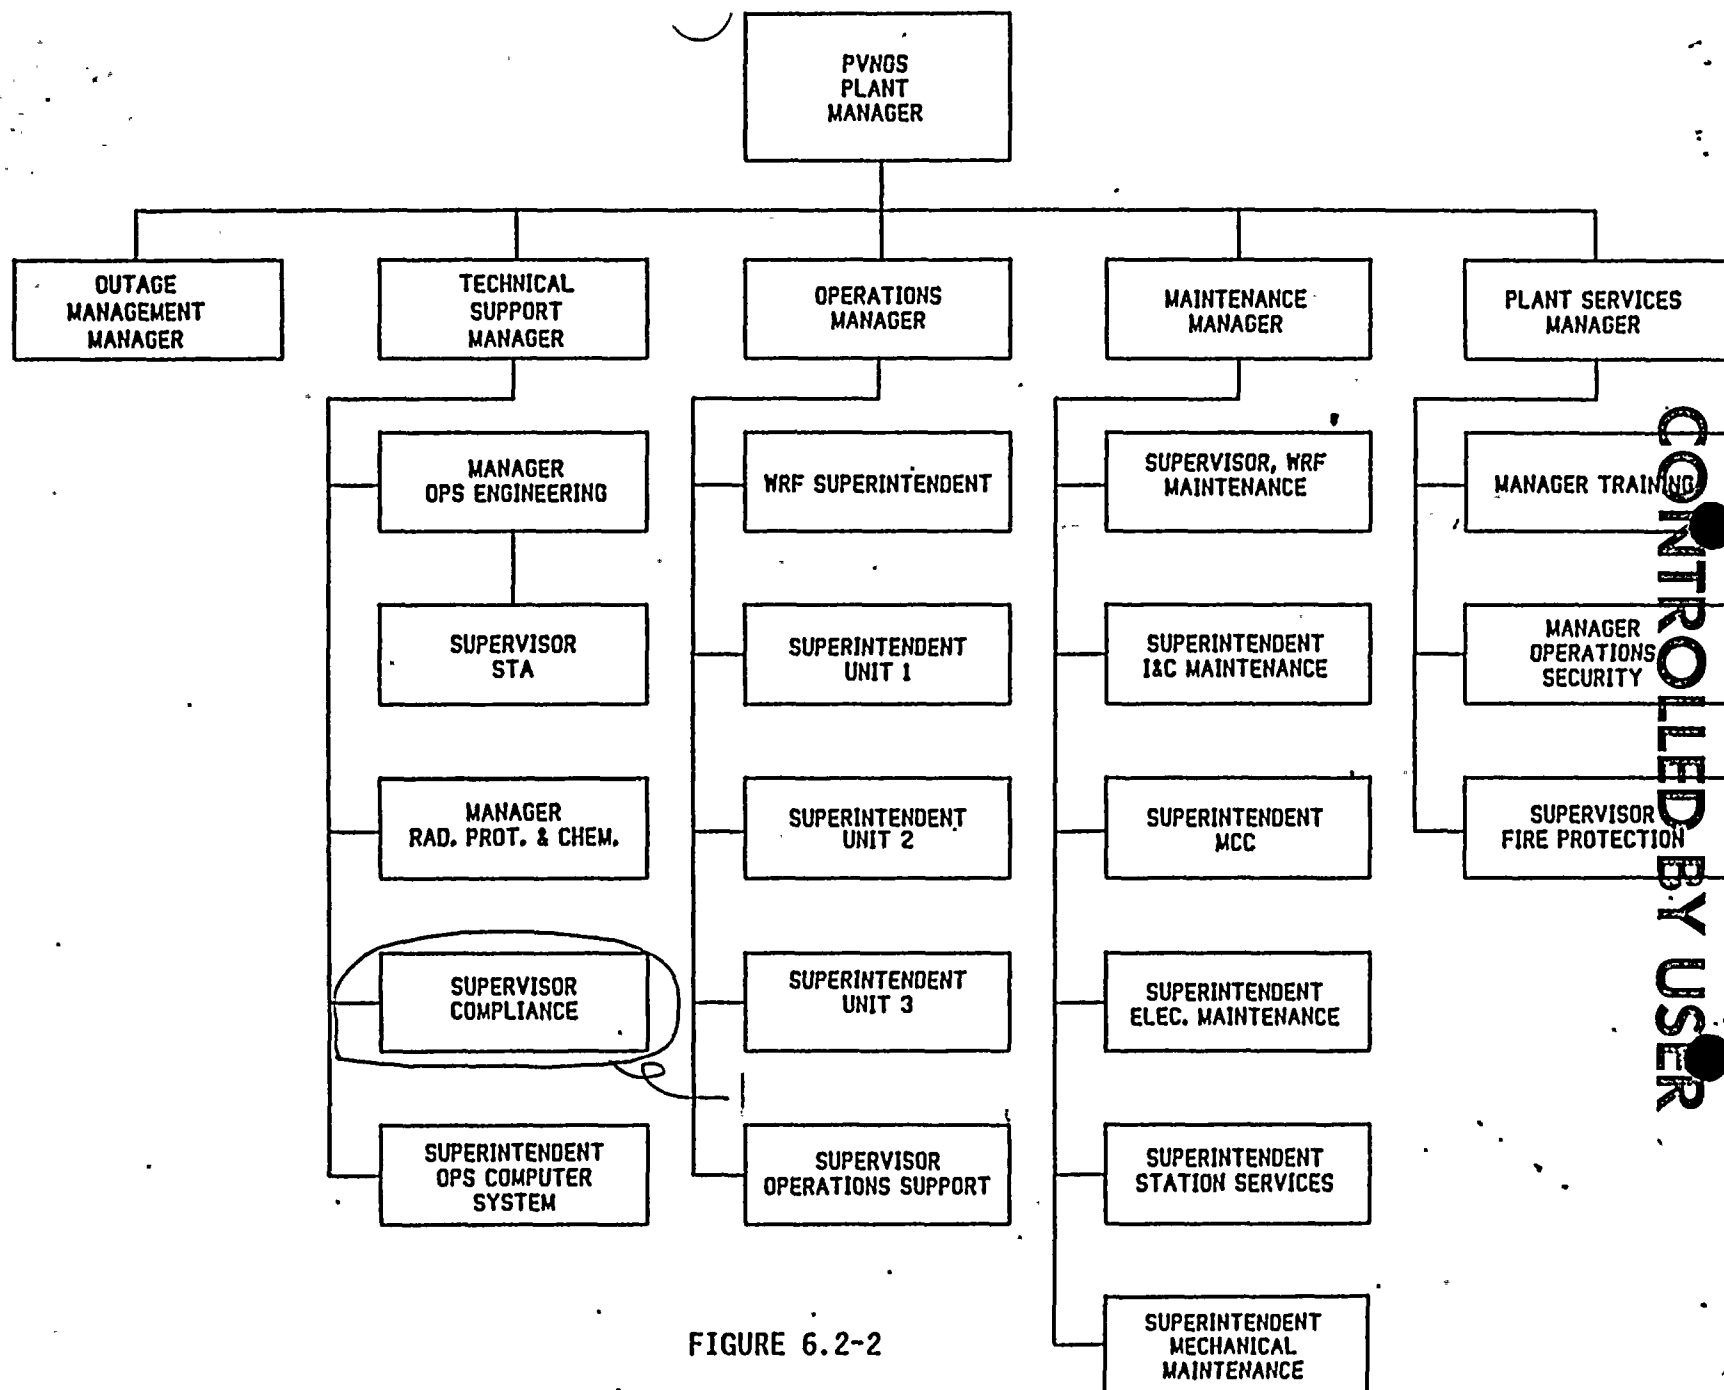 PVNGS
PLANT
MANAGER
OUTAGE
MANAGEMENT
MANAGER
TECHNICAL
SUPPORT
MANAGER
OPERATIONS
MANAGER
MAINTENANCE
MANAGER
PLANT SERVICES
MANAGER
MANAGER
OPS ENGINEERING
SUPERVISOR
STA
MANAGER
RAD. PROT. & CHEM.
SUPERVISOR
COMPLIANCE
SUPERINTENDENT
OPS COMPUTER
SYSTEM
WRF SUPERINTENDENT
SUPERINTENDENT
UNIT 1
SUPERINTENDENT
UNIT 2
SUPERINTENDENT
UNIT 3
SUPERVISOR
OPERATIONS SUPPORT
SUPERVISOR, WRF
MAINTENANCE
SUPERINTENDENT
I&C MAINTENANCE
SUPERINTENDENT
MCC
SUPERINTENDENT
ELEC. MAINTENANCE
SUPERINTENDENT
STATION SERVICES
SUPERINTENDENT
MECHANICAL
MAINTENANCE
MANAGER TRAINING
MANAGER
OPERATIONS
SECURITY
SUPERVISOR
FIRE PROTECTION
CONTROLLED BY USER
FIGURE 6.2-2